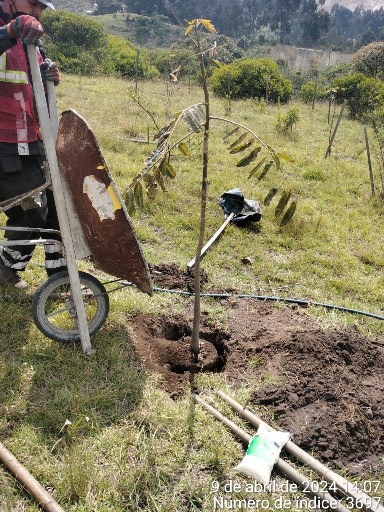 9 de abril de 2024 14:07
Número de índice: 3697